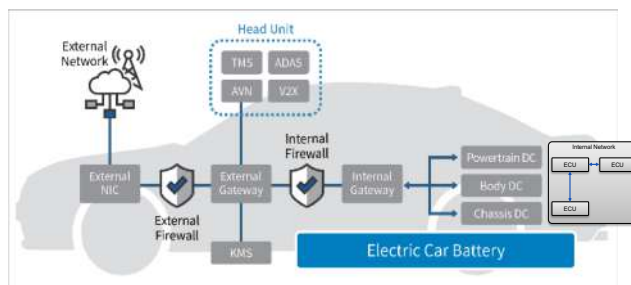 Head Unit
External
Network
TMS
ADAS
AVN
V2X
Internal
Firewall
External
NIC
External
Gateway
Internal
Gateway
Powertrain DC
Body DC
Chassis DC
Internal Network
ECU
ECU
ECU
External
Firewall
KMS
Electric Car Battery